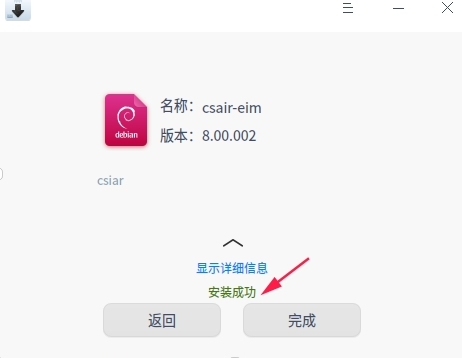 debian
名称：csair-eim
版本：8.00.002
csiar
显示详细信息
安装成功
返回
完成